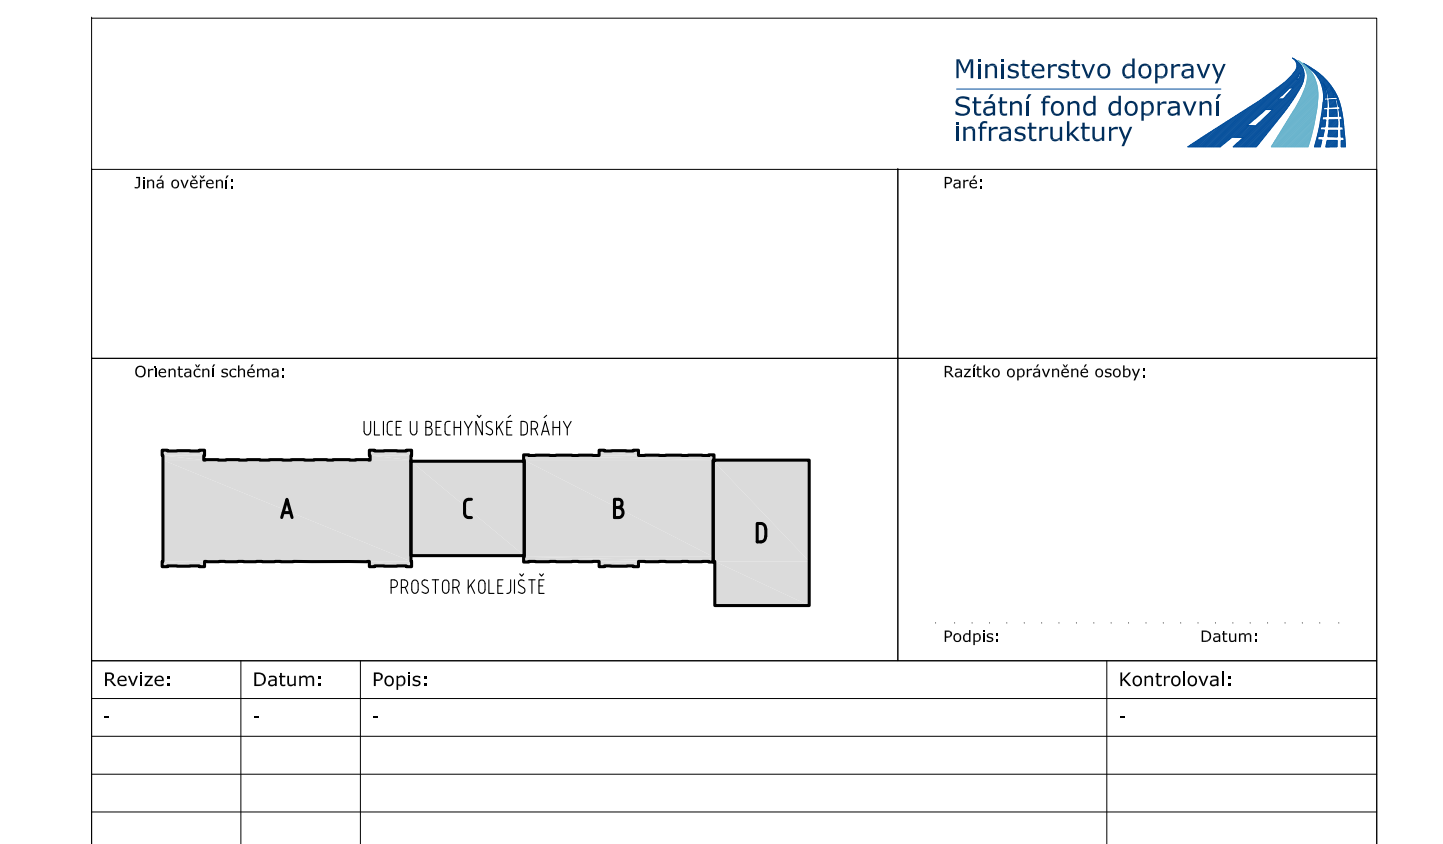 Ministerstvo dopravy
Státní fond dopravní
infrastruktury
Jiná ověření:
Paré:
Orientační schéma:
Razítko oprávněné osoby:
ULICE U BECHYŇSKÉ DRÁHY
A
C
B
D
PROSTOR KOLEJIŠTĚ
Podpis: Datum:
Revize: Datum: Popis: Kontroloval:
- - - -